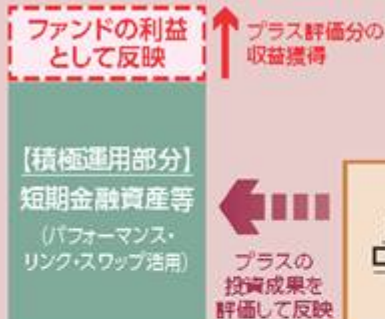 ファンドの利益
として反映
プラス評価分の
収益獲得
【積極運用部分】
短期金融資産等
(パフォーマンス・
リンク・スワップ活用)
プラスの
投資成果を
評価して反映